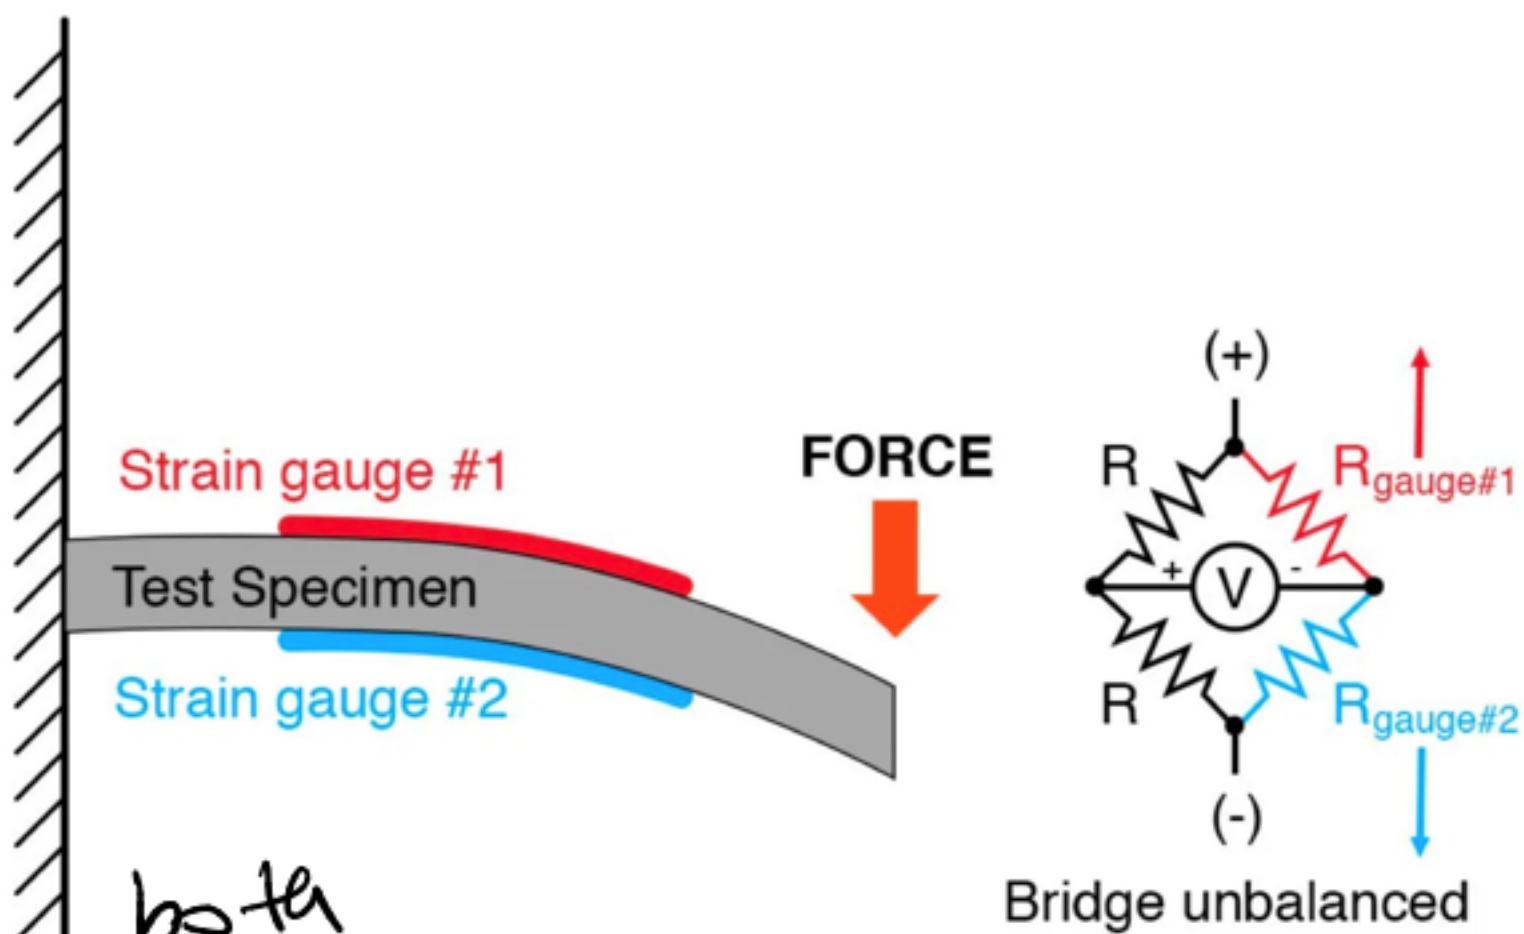 Strain gauge #1
Test Specimen
Strain gauge #2
FORCE
(+)
R
Rgauge#1
+
-
V
R
Rgauge#2
(-)
Bridge unbalanced